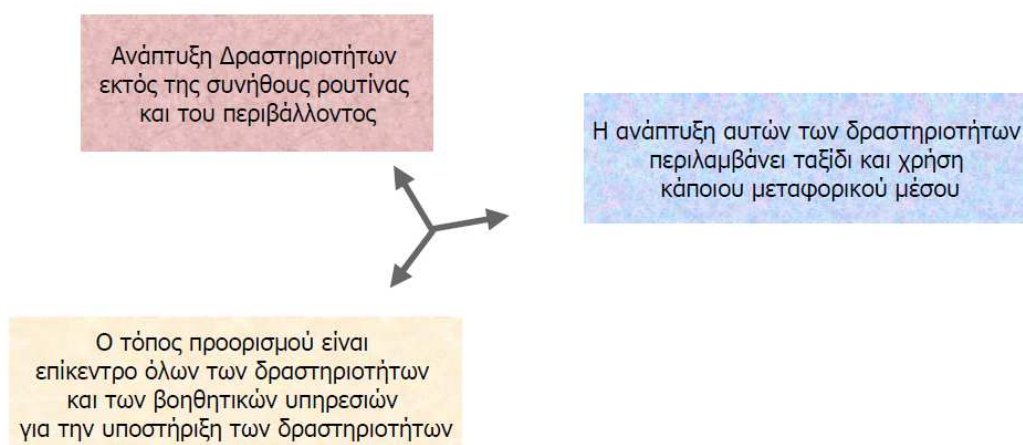 Ανάπτυξη Δραστηριοτήτων
εκτός της συνήθους ρουτίνας
και του περιβάλλοντος
Η ανάπτυξη αυτών των δραστηριοτήτων
περιλαμβάνει ταξίδι και χρήση
κάποιου μεταφορικού μέσου
Ο τόπος προορισμού είναι
επίκεντρο όλων των δραστηριοτήτων
και των βοηθητικών υπηρεσιών
για την υποστήριξη των δραστηριοτήτων